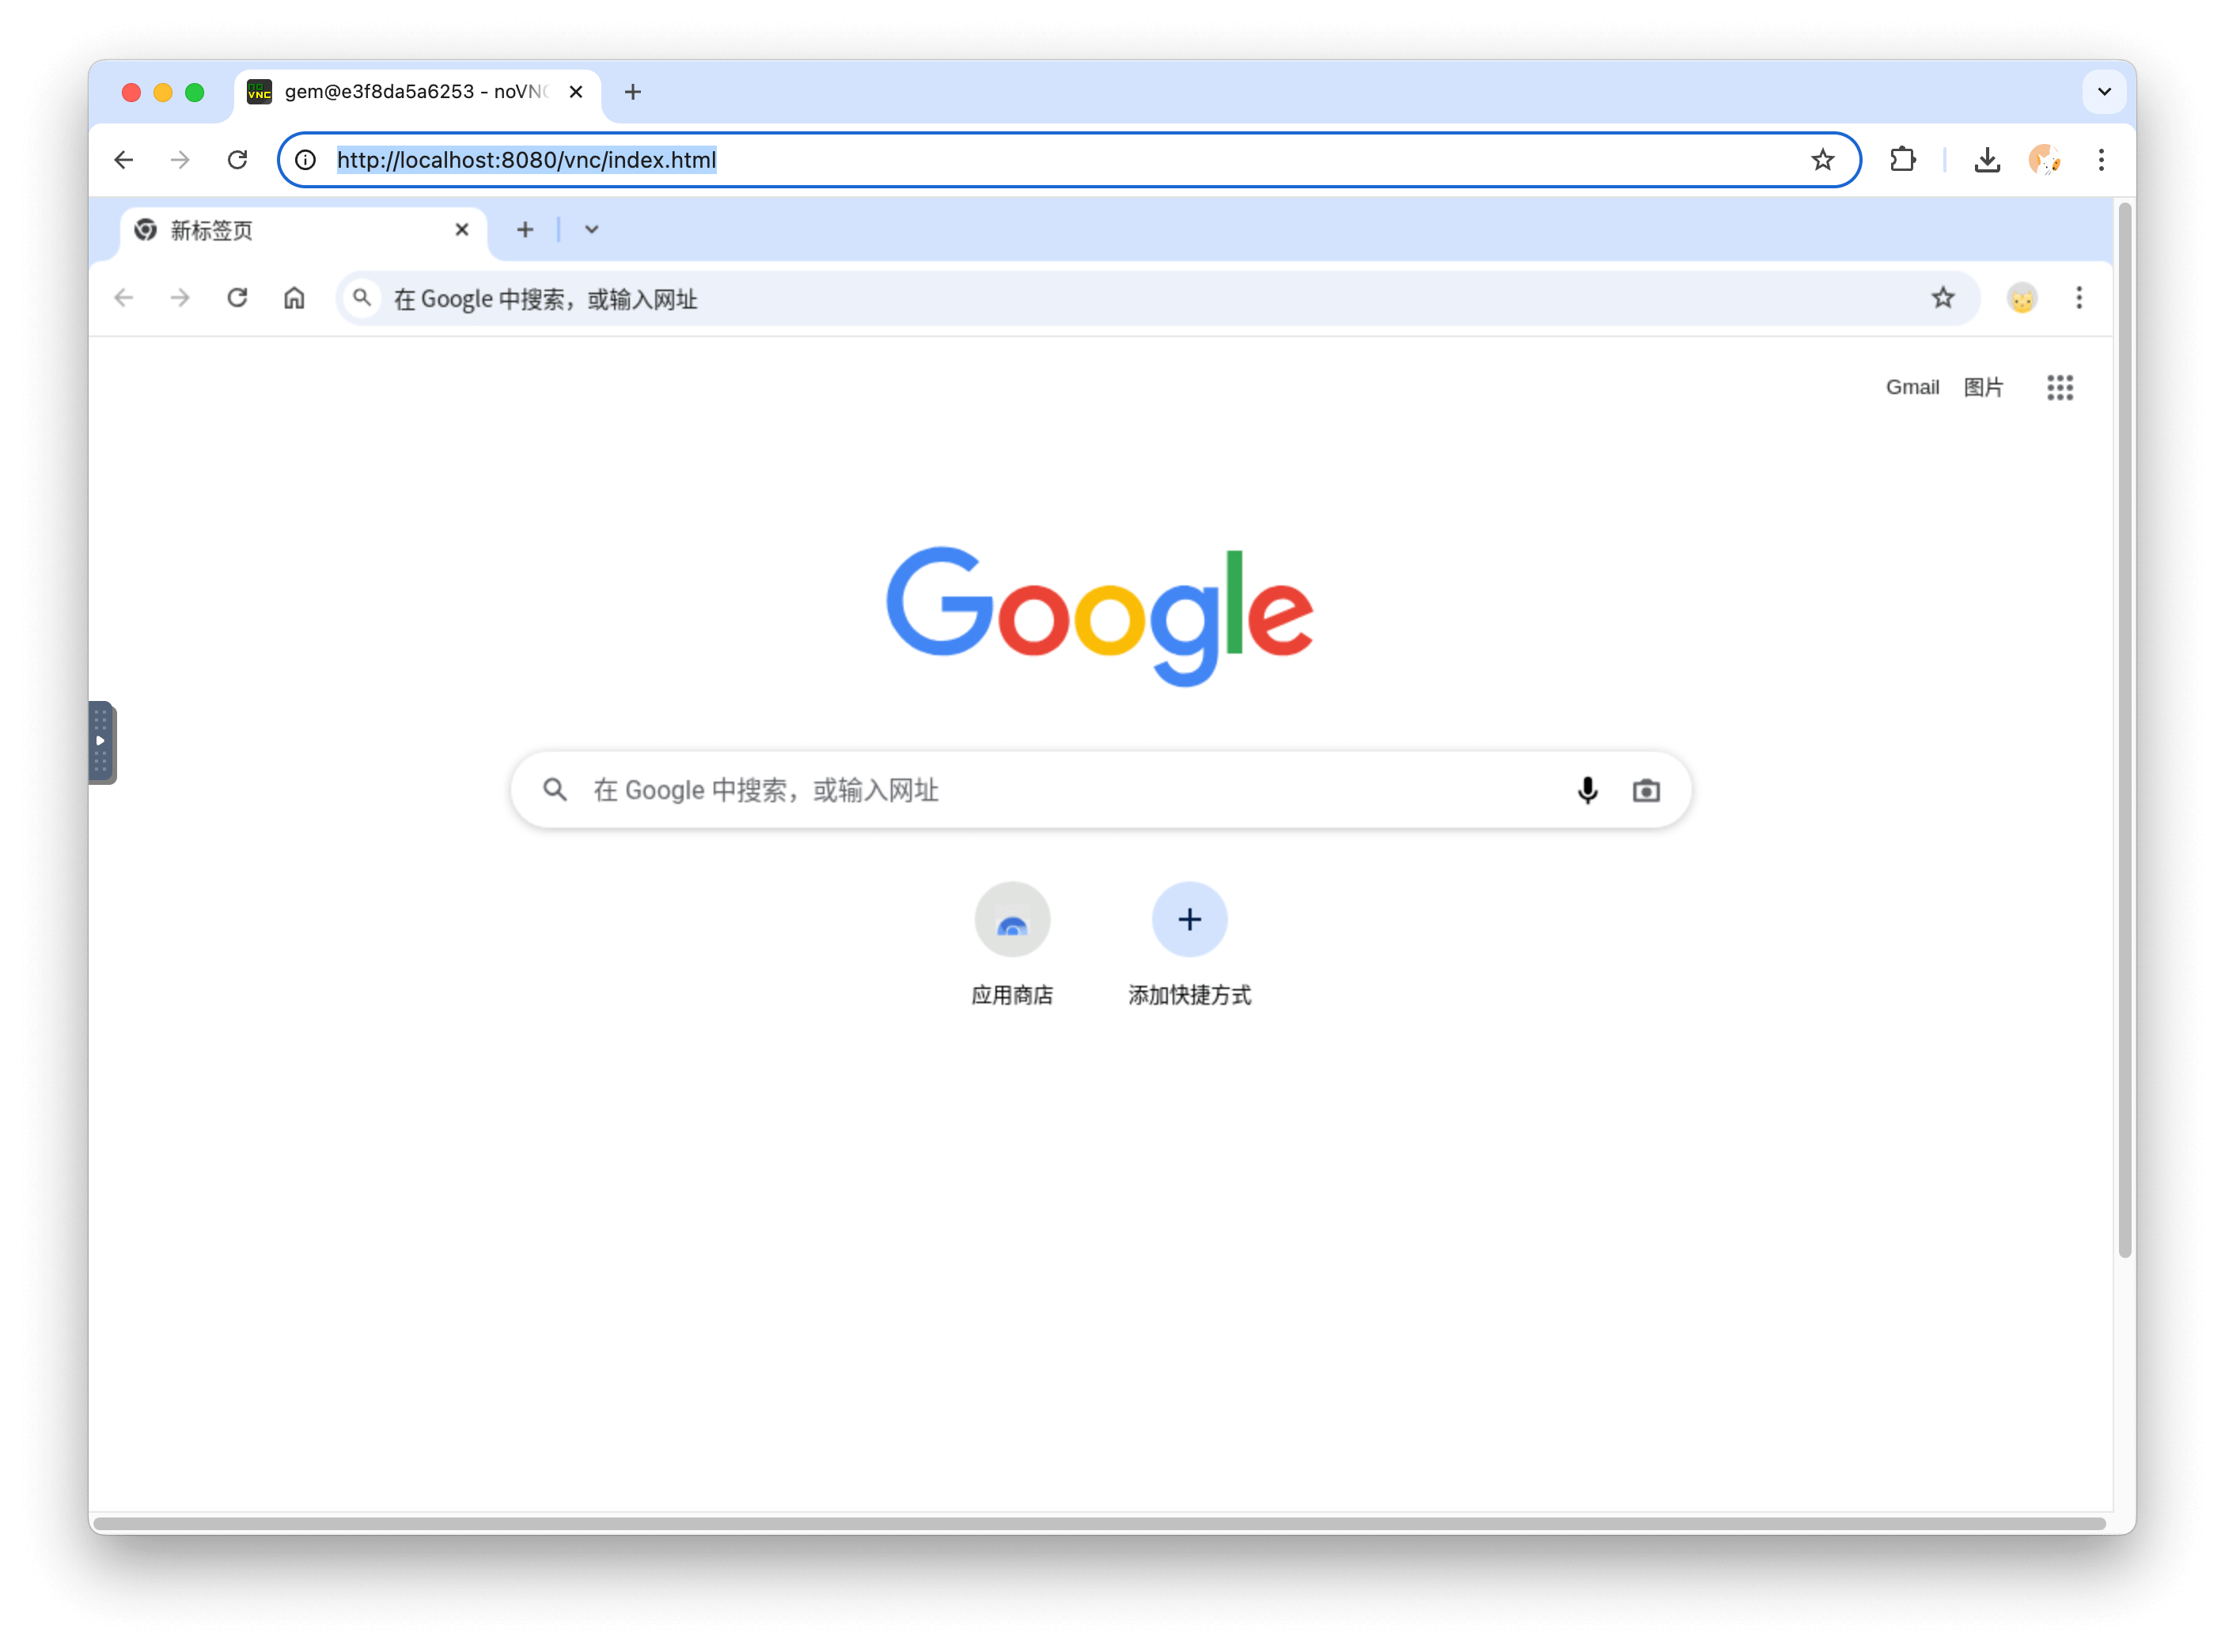 gem@e3f8da5a6253 - noVNC
http://localhost:8080/vnc/index.html
新标签页
在 Google 中搜索，或输入网址
Gmail 图片
Google
在 Google 中搜索，或输入网址
应用商店 添加快捷方式